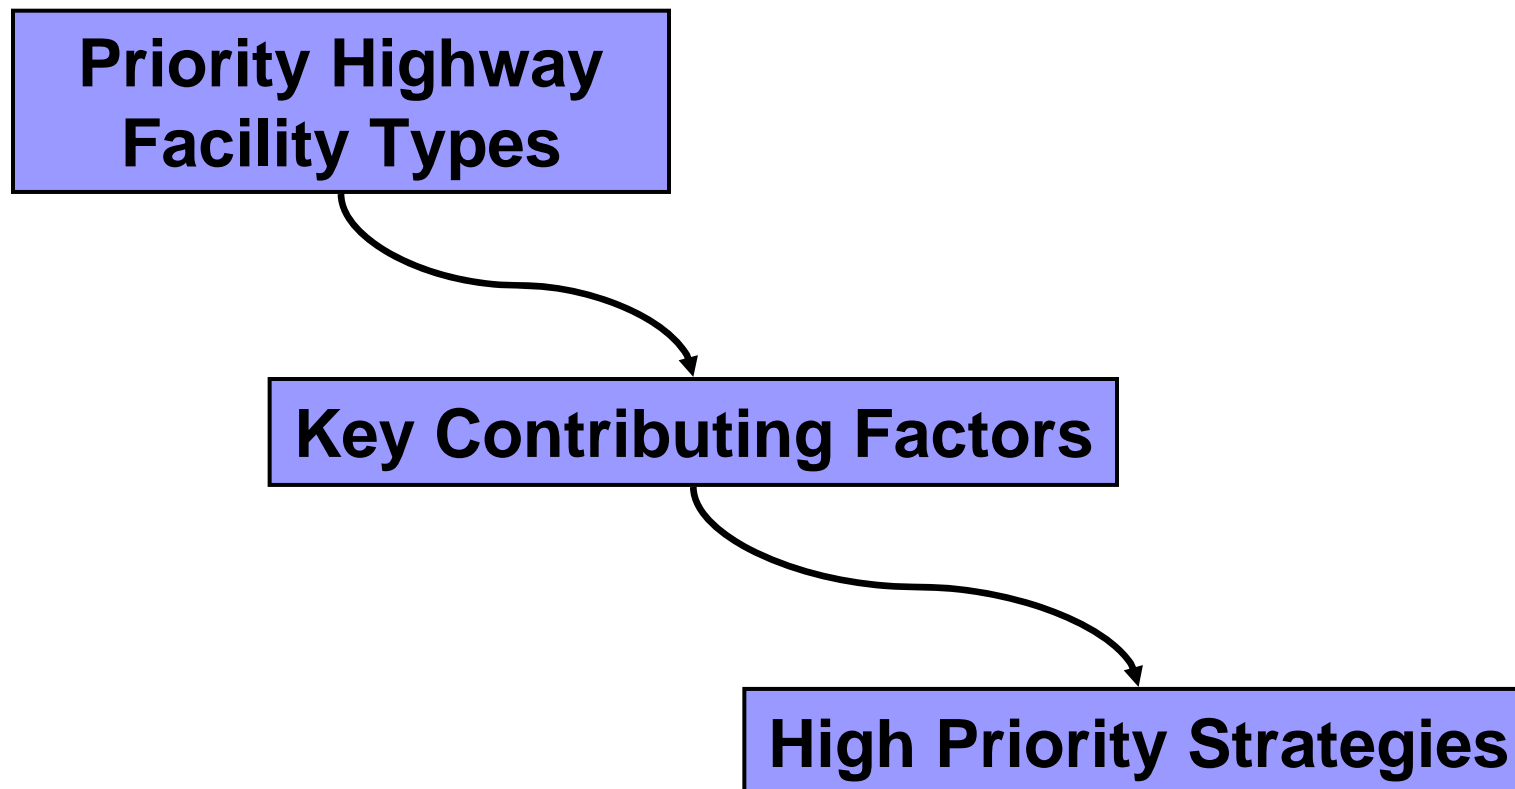 Priority Highway
Facility Types
Key Contributing Factors
High Priority Strategies